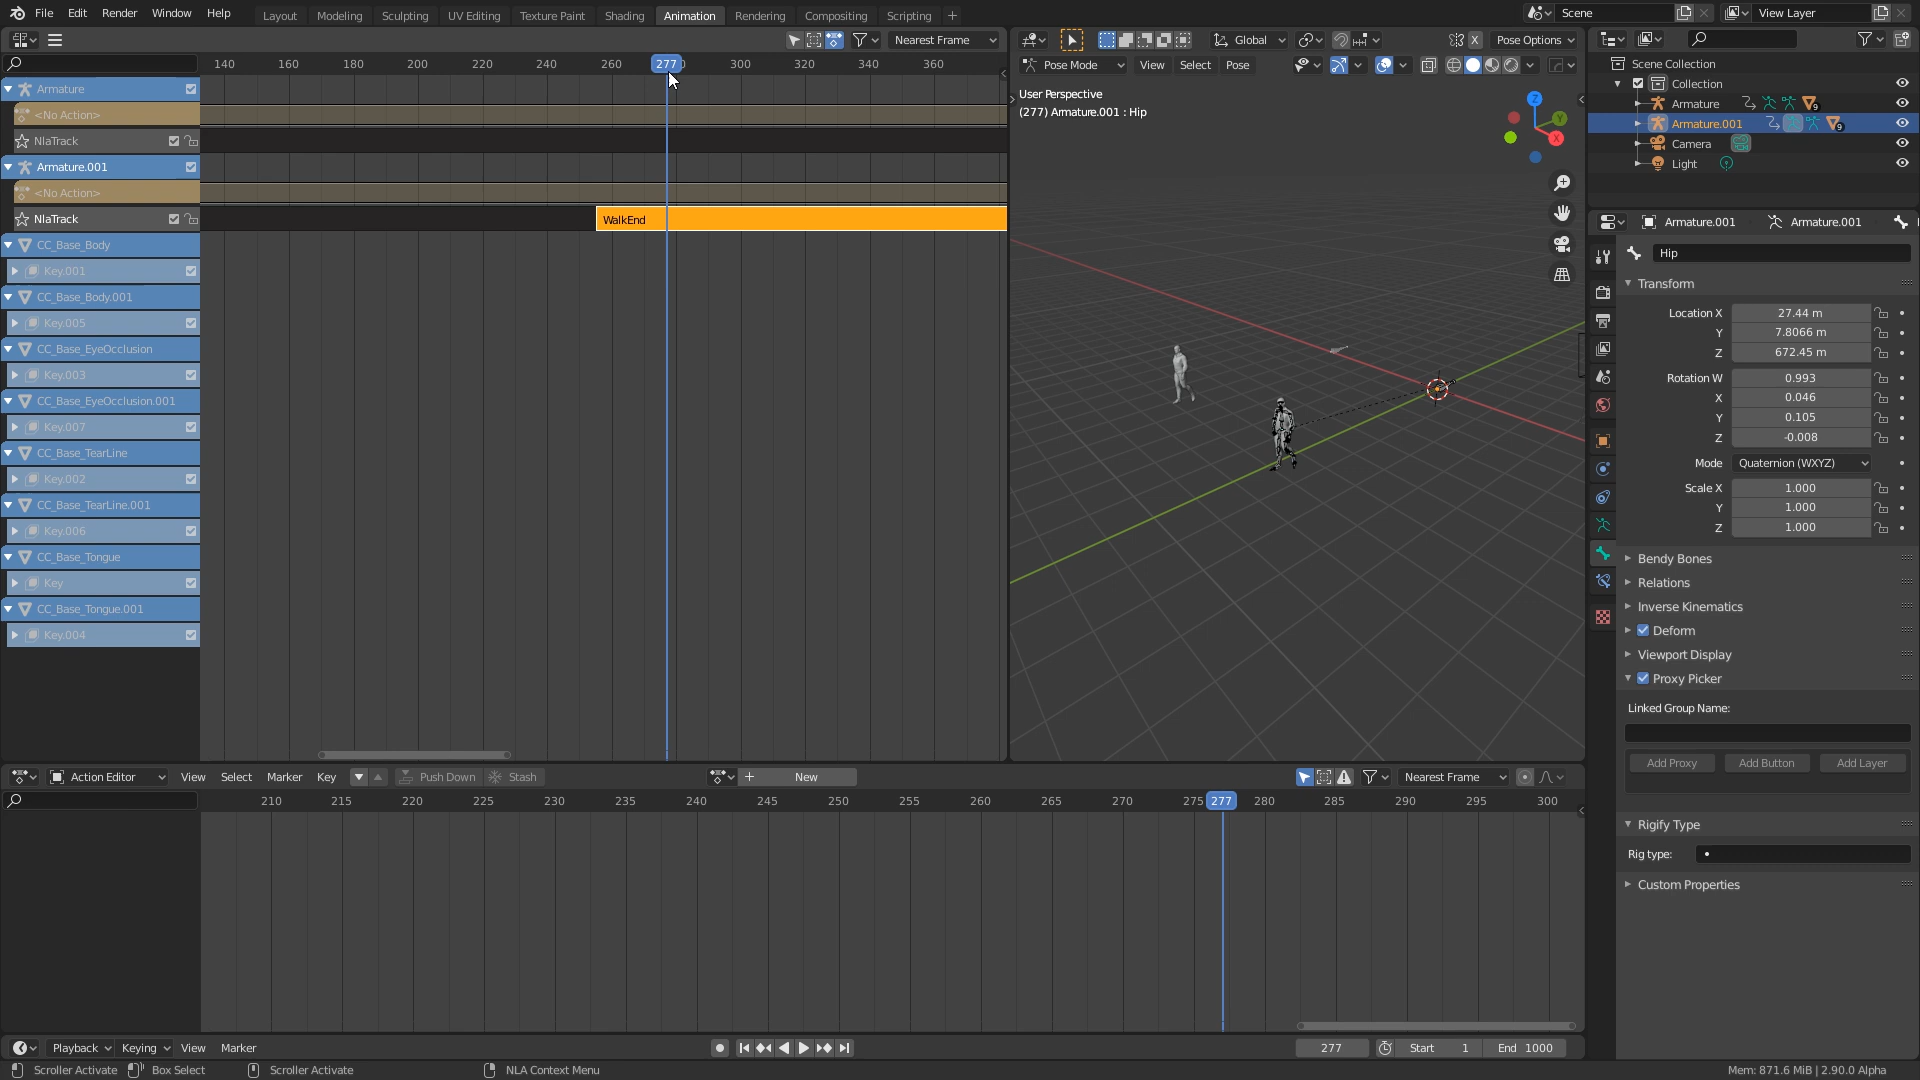 File Edit Render Window Help
Layout Modeling Sculpting UV Editing Texture Paint Shading Animation Rendering Compositing Scripting +
Scene
View Layer
Nearest Frame
140 160 180 200 220 240 260 277 300 320 340 360
Armature
<No Action>
NlaTrack
Armature.001
<No Action>
NlaTrack
WalkEnd
CC_Base_Body
Key.001
CC_Base_Body.001
Key.005
CC_Base_EyeOcclusion
Key.003
CC_Base_EyeOcclusion.001
Key.007
CC_Base_TearLine
Key.002
CC_Base_TearLine.001
Key.006
CC_Base_Tongue
Key
CC_Base_Tongue.001
Key.004
Global
X
Pose Options
Pose Mode View Select Pose
User Perspective
(277) Armature.001 : Hip
Z
Y
X
Scene Collection
Collection
Armature
9
Armature.001
9
Camera
Light
Armature.001 Armature.001
Hip
Transform
Location X 27.44 m
Y 7.8066 m
Z 672.45 m
Rotation W 0.993
X 0.046
Y 0.105
Z -0.008
Mode Quaternion (WXYZ)
Scale X 1.000
Y 1.000
Z 1.000
Bendy Bones
Relations
Inverse Kinematics
Deform
Viewport Display
Proxy Picker
Linked Group Name:
Add Proxy Add Button Add Layer
Rigify Type
Rig type:
Custom Properties
Action Editor View Select Marker Key Push Down Stash + New Nearest Frame
210 215 220 225 230 235 240 245 250 255 260 265 270 275 277 280 285 290 295 300
Playback Keying View Marker 277 Start 1 End 1000
Scroller Activate Box Select Scroller Activate NLA Context Menu Mem: 871.6 MiB | 2.90.0 Alpha